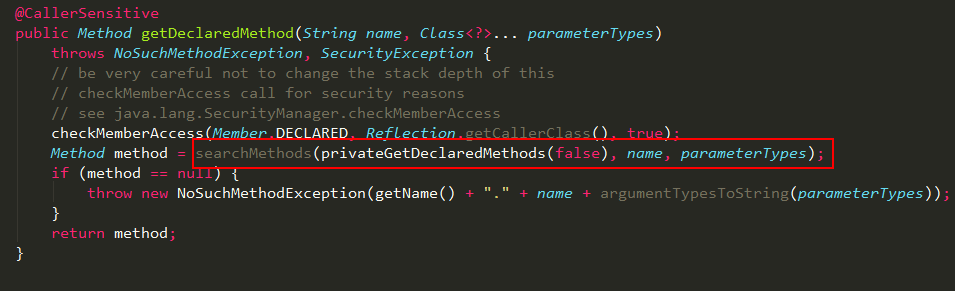 @CallerSensitive
public Method getDeclaredMethod(String name, Class<?>... parameterTypes)
    throws NoSuchMethodException, SecurityException {
    // be very careful not to change the stack depth of this
    // checkMemberAccess call for security reasons
    // see java.lang.SecurityManager.checkMemberAccess
    checkMemberAccess(Member.DECLARED, Reflection.getCallerClass(), true);
    Method method = searchMethods(privateGetDeclaredMethods(false), name, parameterTypes);
    if (method == null) {
        throw new NoSuchMethodException(getName() + "." + name + argumentTypesToString(parameterTypes));
    }
    return method;
}